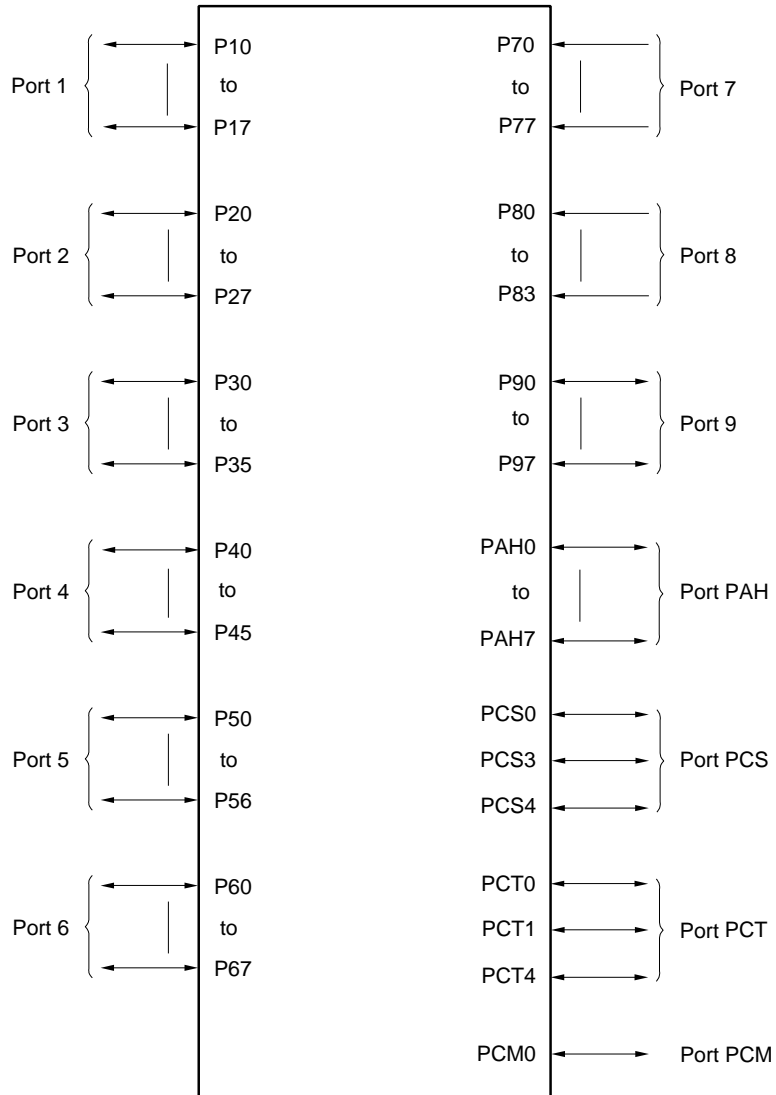 Port 1
P10
to
P17
Port 2
P20
to
P27
Port 3
P30
to
P35
Port 4
P40
to
P45
Port 5
P50
to
P56
Port 6
P60
to
P67
P70
to
P77
Port 7
P80
to
P83
Port 8
P90
to
P97
Port 9
PAH0
to
PAH7
Port PAH
PCS0
PCS3
PCS4
Port PCS
PCT0
PCT1
PCT4
Port PCT
PCM0
Port PCM